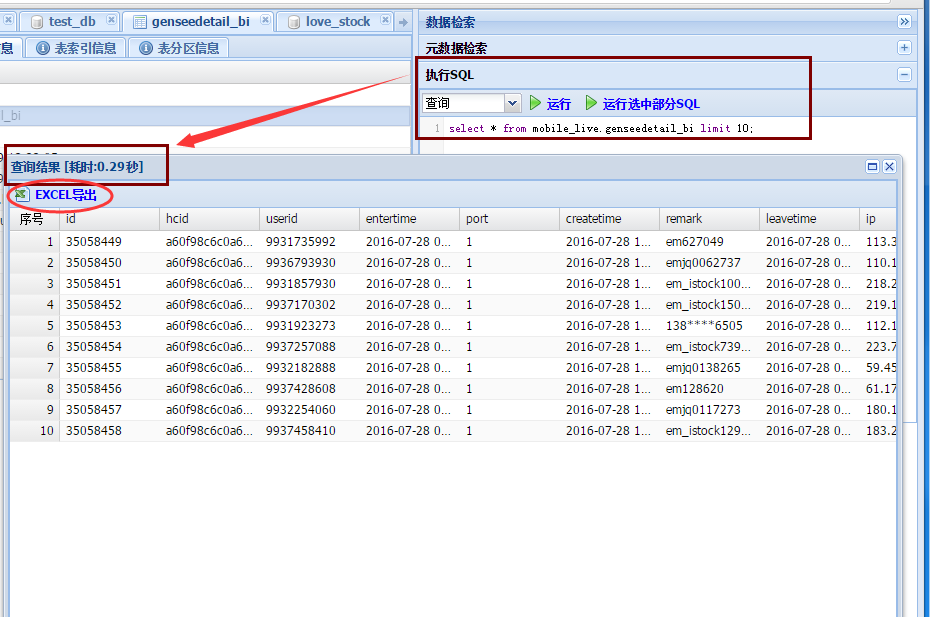 test_db genseedetail_bi love_stock 数据检索
息 表索引信息 表分区信息 元数据检索
执行SQL
查询 运行 运行选中部分SQL
l_bi
1 select * from mobile_live.genseedetail_bi limit 10;
查询结果 [耗时:0.29秒]
EXCEL导出
序号 id hcid userid entertime port createtime remark leavetime ip
1 35058449 a60f98c6c0a6... 9931735992 2016-07-28 0... 1 2016-07-28 1... em627049 2016-07-28 0... 113.3
2 35058450 a60f98c6c0a6... 9936793930 2016-07-28 0... 1 2016-07-28 1... emjq0062737 2016-07-28 0... 110.1
3 35058451 a60f98c6c0a6... 9931857930 2016-07-28 0... 1 2016-07-28 1... em_istock100... 2016-07-28 0... 218.2
4 35058452 a60f98c6c0a6... 9937170302 2016-07-28 0... 1 2016-07-28 1... em_istock150... 2016-07-28 0... 219.1
5 35058453 a60f98c6c0a6... 9931923273 2016-07-28 0... 1 2016-07-28 1... 138****6505 2016-07-28 0... 112.1
6 35058454 a60f98c6c0a6... 9937257088 2016-07-28 0... 1 2016-07-28 1... em_istock739... 2016-07-28 0... 223.7
7 35058455 a60f98c6c0a6... 9932182888 2016-07-28 0... 1 2016-07-28 1... emjq0138265 2016-07-28 0... 59.45
8 35058456 a60f98c6c0a6... 9937428608 2016-07-28 0... 1 2016-07-28 1... em128620 2016-07-28 0... 61.17
9 35058457 a60f98c6c0a6... 9932254060 2016-07-28 0... 1 2016-07-28 1... emjq0117273 2016-07-28 0... 180.1
10 35058458 a60f98c6c0a6... 9937458410 2016-07-28 0... 1 2016-07-28 1... em_istock129... 2016-07-28 0... 183.2